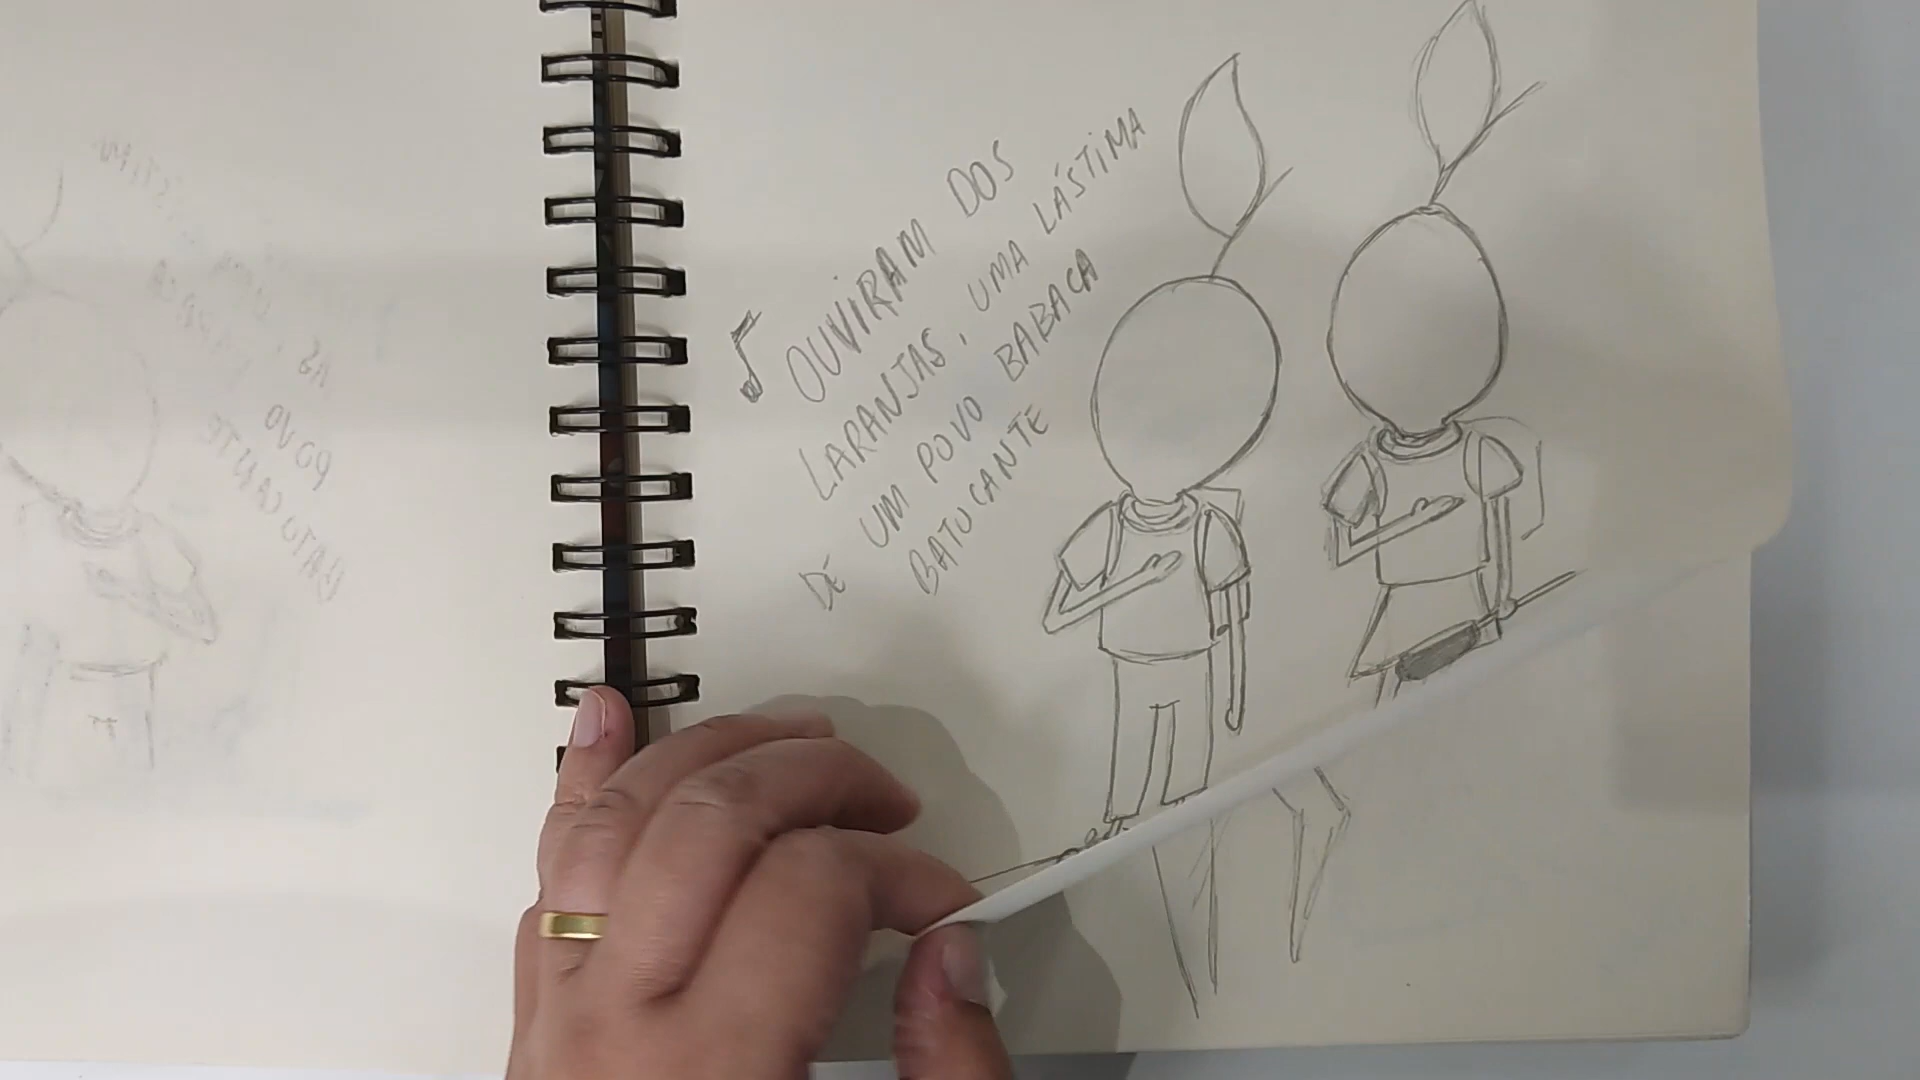 OUVIRAM DOS
LARANJAS, UMA LÁSTIMA
DE UM POVO BABACA
BATUCANTE